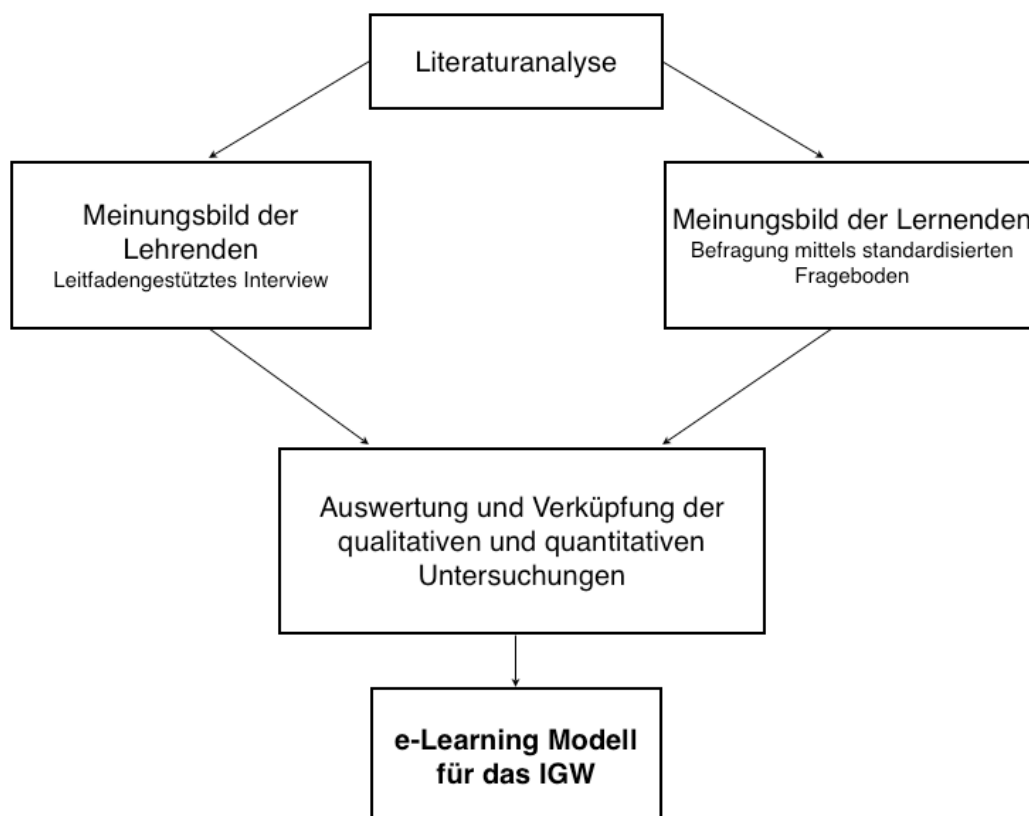 Literaturanalyse
Meinungsbild der
Lehrenden
Leitfadengestütztes Interview
Meinungsbild der Lernenden
Befragung mittels standardisierten
Frageboden
Auswertung und Verküpfung der
qualitativen und quantitativen
Untersuchungen
e-Learning Modell
für das IGW